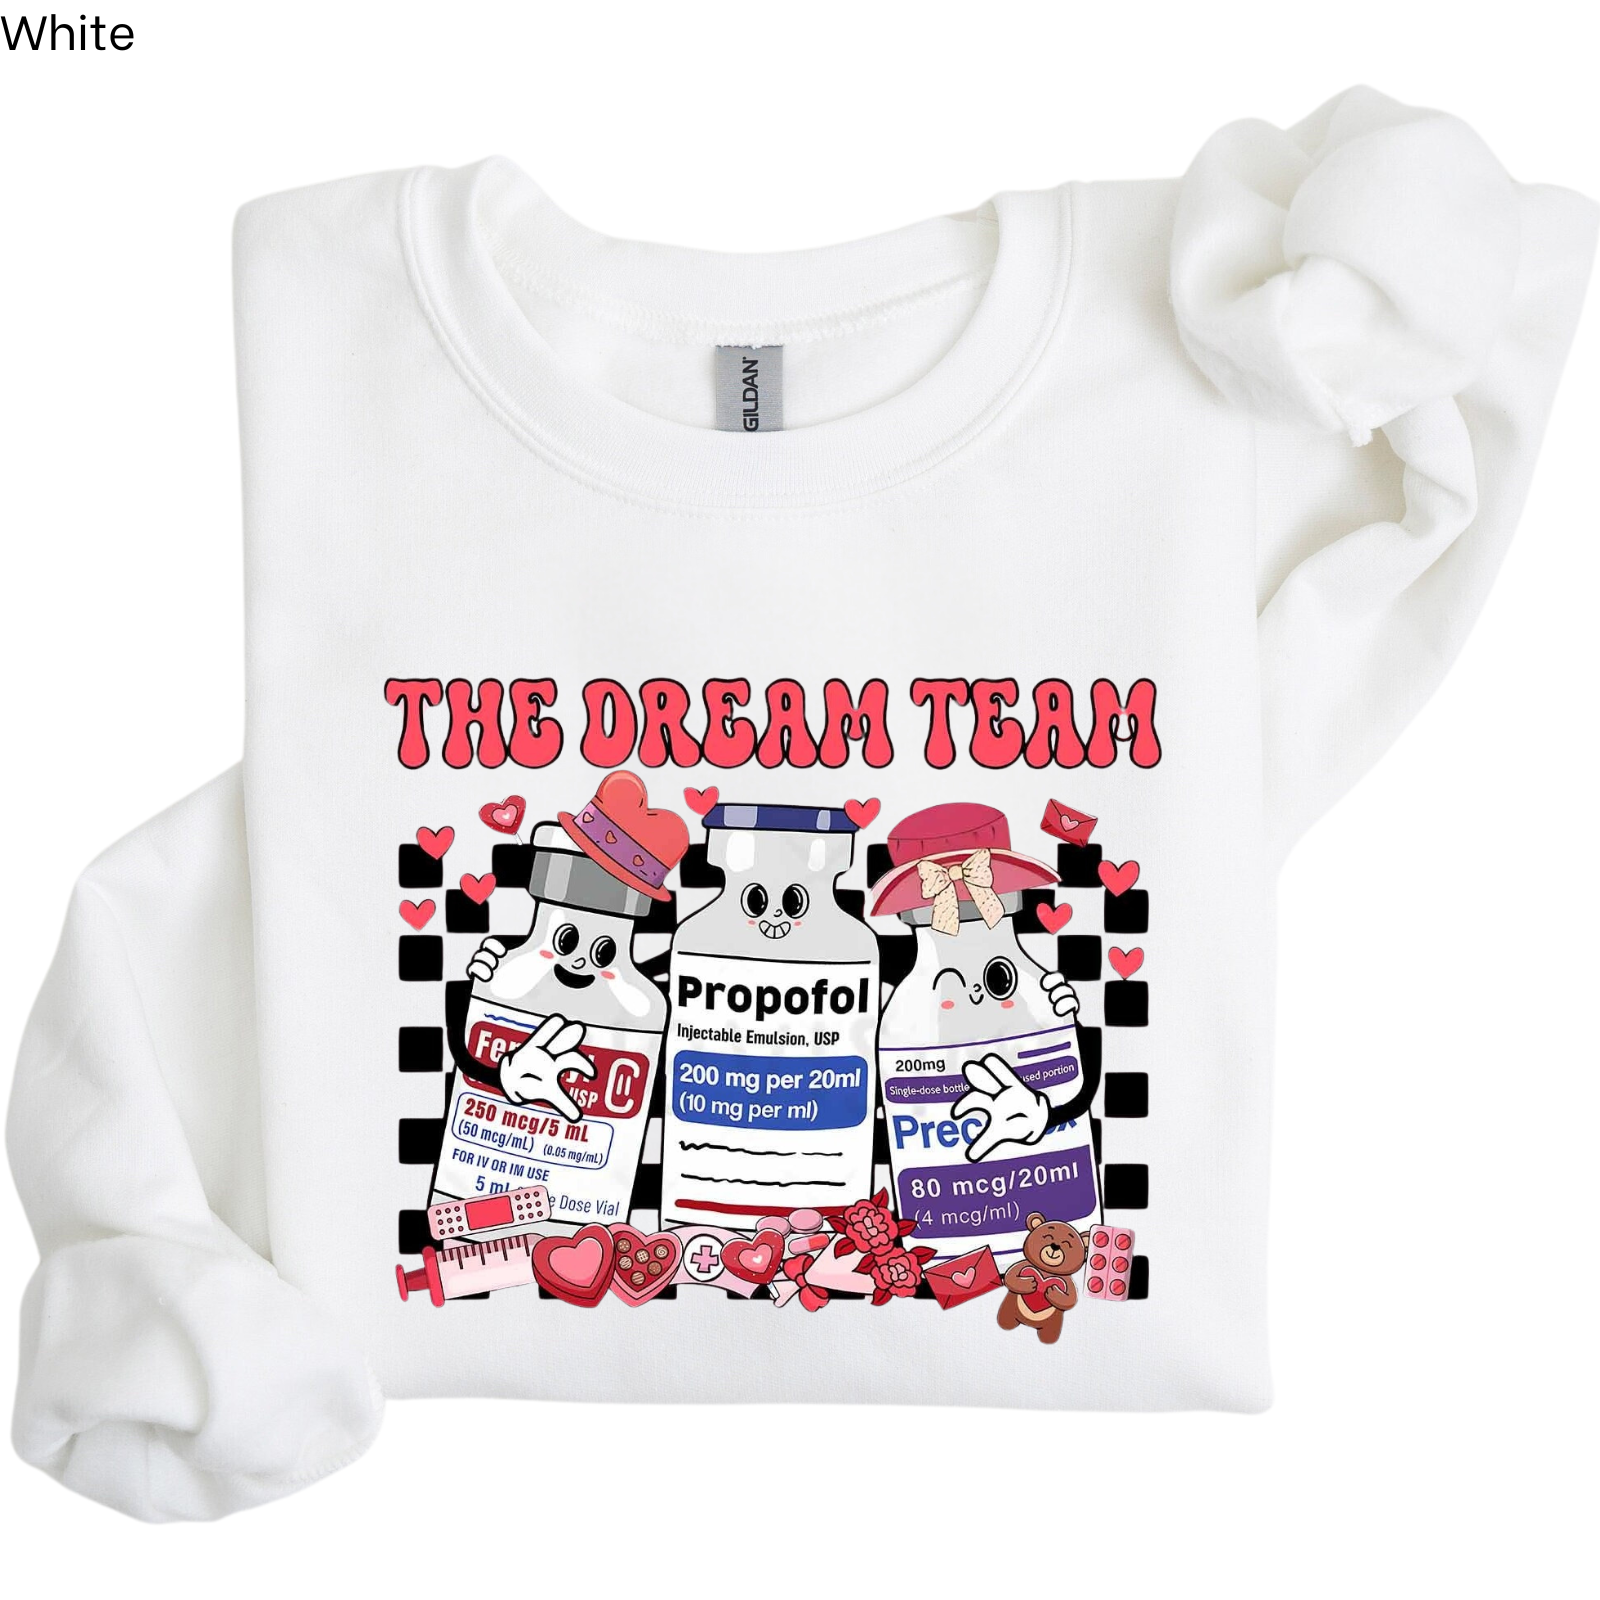 White
GILDAN
THE DREAM TEAM
Propofol
Injectable Emulsion, USP
200 mg per 20ml
(10 mg per ml)
USP
250 mcg/5 mL
(50 mcg/mL) (0.05 mg/mL)
FOR IV OR IM USE
5 mL
Dose Vial
200mg
Single-dose bottle
portion
80 mcg/20ml
(4 mcg/ml)